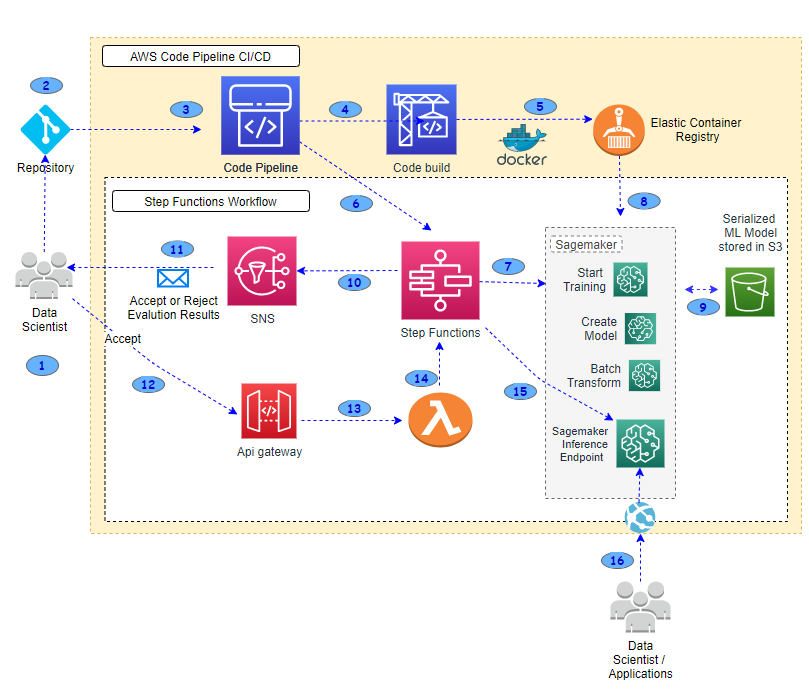 AWS Code Pipeline CI/CD
2
3
4
5
Elastic Container
Registry
docker
Repository
Code Pipeline
Code build
Step Functions Workflow
6
8
Serialized
ML Model
stored in S3
Sagemaker
11
7
Start
Training
10
9
Accept or Reject
Evalution Results
SNS
Data
Scientist
Step Functions
Create
Model
Accept
1
12
14
Batch
Transform
15
13
Api gateway
Sagemaker
Inference
Endpoint
16
Data
Scientist /
Applications